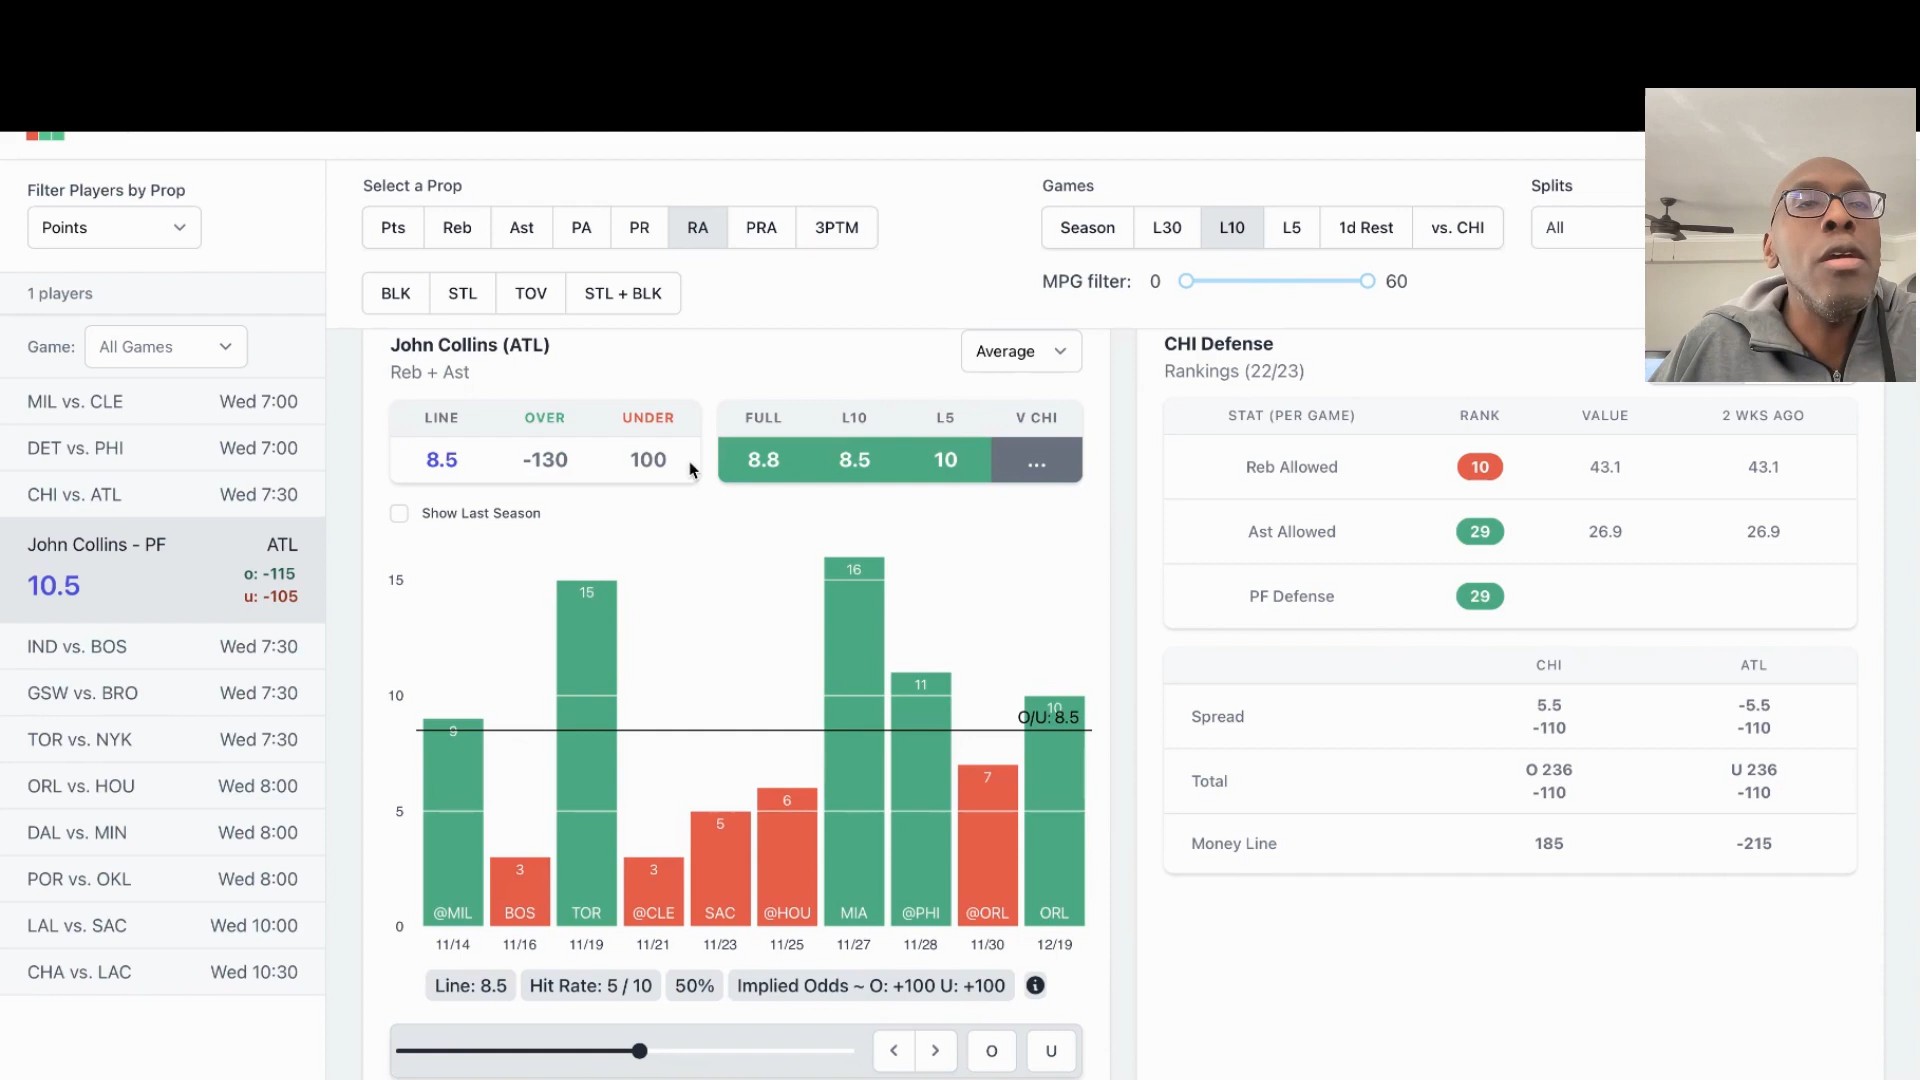 Filter Players by Prop
Points
1 players
Game: All Games
MIL vs. CLE Wed 7:00
DET vs. PHI Wed 7:00
CHI vs. ATL Wed 7:30
John Collins - PF ATL
10.5 o: -115
u: -105
IND vs. BOS Wed 7:30
GSW vs. BRO Wed 7:30
TOR vs. NYK Wed 7:30
ORL vs. HOU Wed 8:00
DAL vs. MIN Wed 8:00
POR vs. OKL Wed 8:00
LAL vs. SAC Wed 10:00
CHA vs. LAC Wed 10:30
Select a Prop
Pts Reb Ast PA PR RA PRA 3PTM
BLK STL TOV STL + BLK
Games
Season L30 L10 L5 1d Rest vs. CHI
MPG filter: 0 60
Splits
All
John Collins (ATL)
Reb + Ast
Average
LINE OVER UNDER
8.5 -130 100
FULL L10 L5 V CHI
8.8 8.5 10 ...
Show Last Season
15
10
5
0
9 3 15 3 5 6 16 11 7 10
O/U: 8.5
@MIL BOS TOR @CLE SAC @HOU MIA @PHI @ORL ORL
11/14 11/16 11/19 11/21 11/23 11/25 11/27 11/28 11/30 12/19
Line: 8.5 Hit Rate: 5 / 10 50% Implied Odds ~ O: +100 U: +100 i
< > O U
CHI Defense
Rankings (22/23)
STAT (PER GAME) RANK VALUE 2 WKS AGO
Reb Allowed 10 43.1 43.1
Ast Allowed 29 26.9 26.9
PF Defense 29
CHI ATL
Spread 5.5 -5.5
-110 -110
Total O 236 U 236
-110 -110
Money Line 185 -215